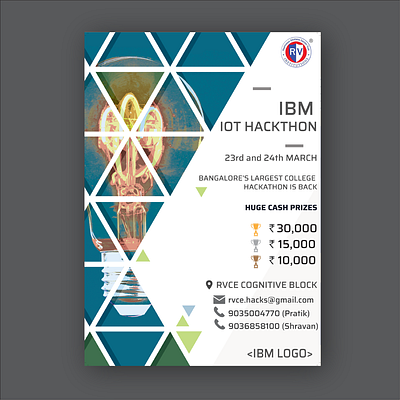 RV
IBM
IOT HACKTHON
23rd and 24th MARCH
BANGALORE'S LARGEST COLLEGE
HACKATHON IS BACK
HUGE CASH PRIZES
₹ 30,000
₹ 15,000
₹ 10,000
RVCE COGNITIVE BLOCK
rvce.hacks@gmail.com
9035004770 (Pratik)
9036858100 (Shravan)
<IBM LOGO>